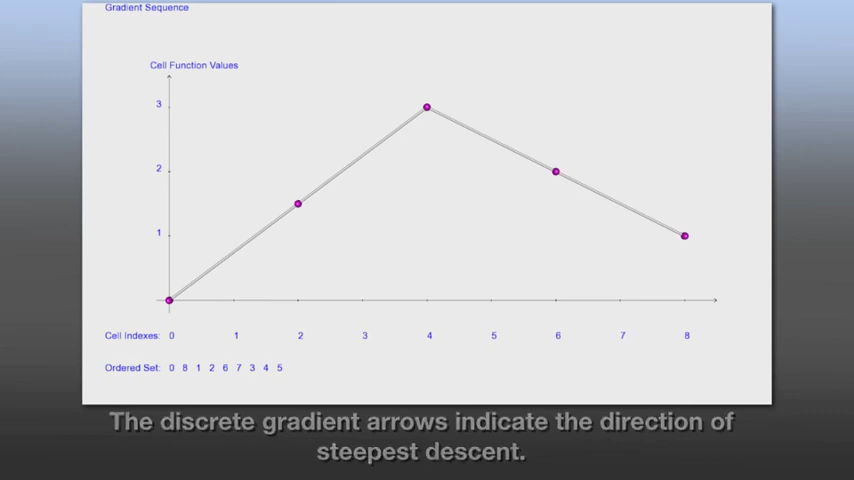 Gradient Sequence
Cell Function Values
3
2
1
Cell Indexes: 0 1 2 3 4 5 6 7 8
Ordered Set: 0 8 1 2 6 7 3 4 5
The discrete gradient arrows indicate the direction of
steepest descent.